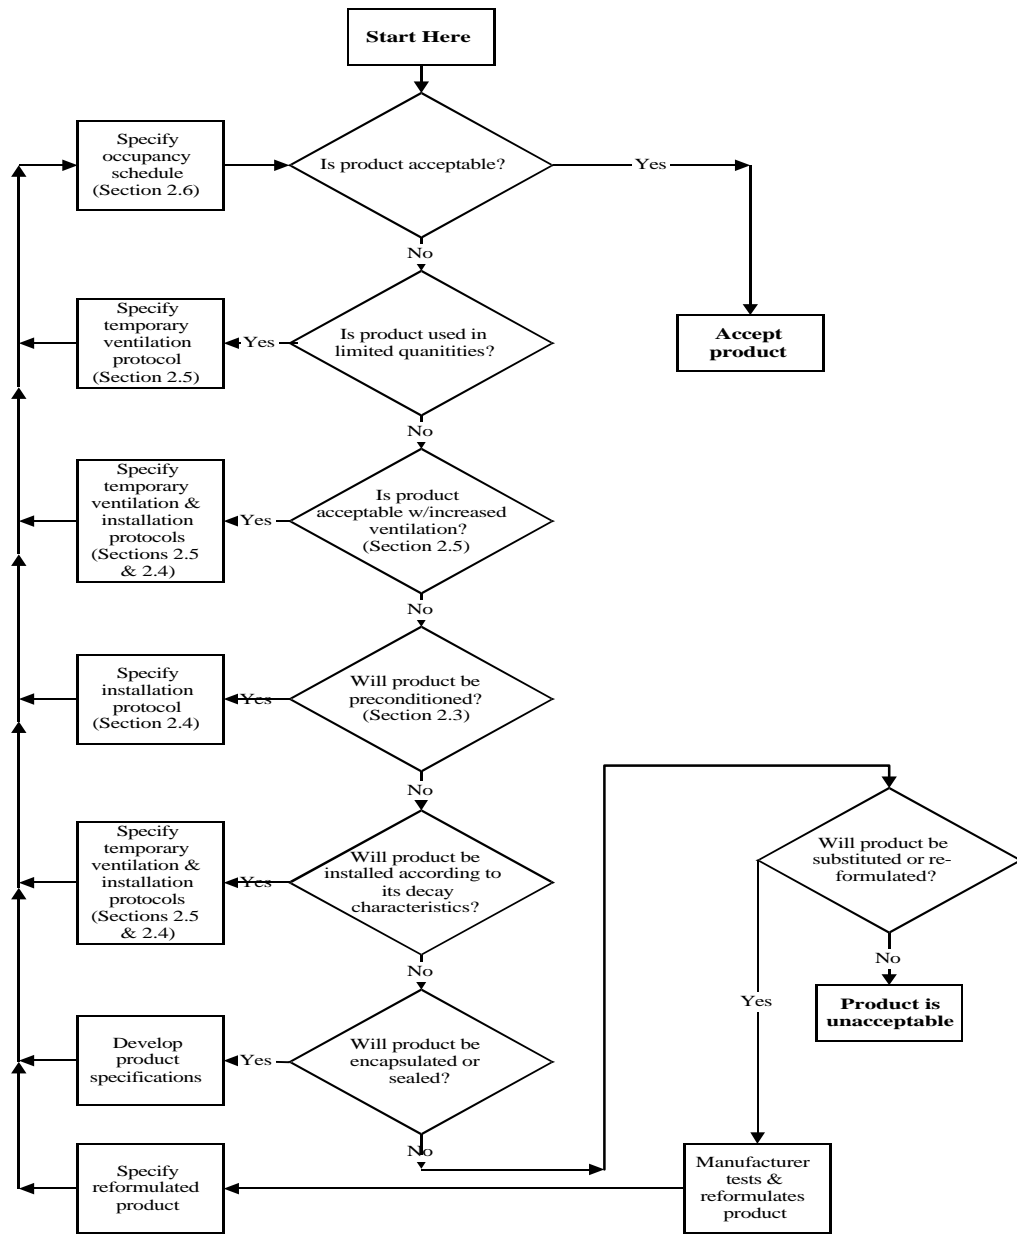 Start Here
Specify
occupancy
schedule
(Section 2.6)
Is product acceptable?
Yes
No
Specify
temporary
ventilation
protocol
(Section 2.5)
Yes
Is product used in
limited quanitities?
Accept
product
No
Specify
temporary
ventilation &
installation
protocols
(Sections 2.5
& 2.4)
Yes
Is product
acceptable w/increased
ventilation?
(Section 2.5)
No
Specify
installation
protocol
(Section 2.4)
Yes
Will product be
preconditioned?
(Section 2.3)
No
Specify
temporary
ventilation &
installation
protocols
(Sections 2.5
& 2.4)
Yes
Will product be
installed according to
its decay
characteristics?
Will product be
substituted or re-
formulated?
No
No
Yes
Product is
unacceptable
Develop
product
specifications
Yes
Will product be
encapsulated or
sealed?
No
Specify
reformulated
product
Manufacturer
tests &
reformulates
product